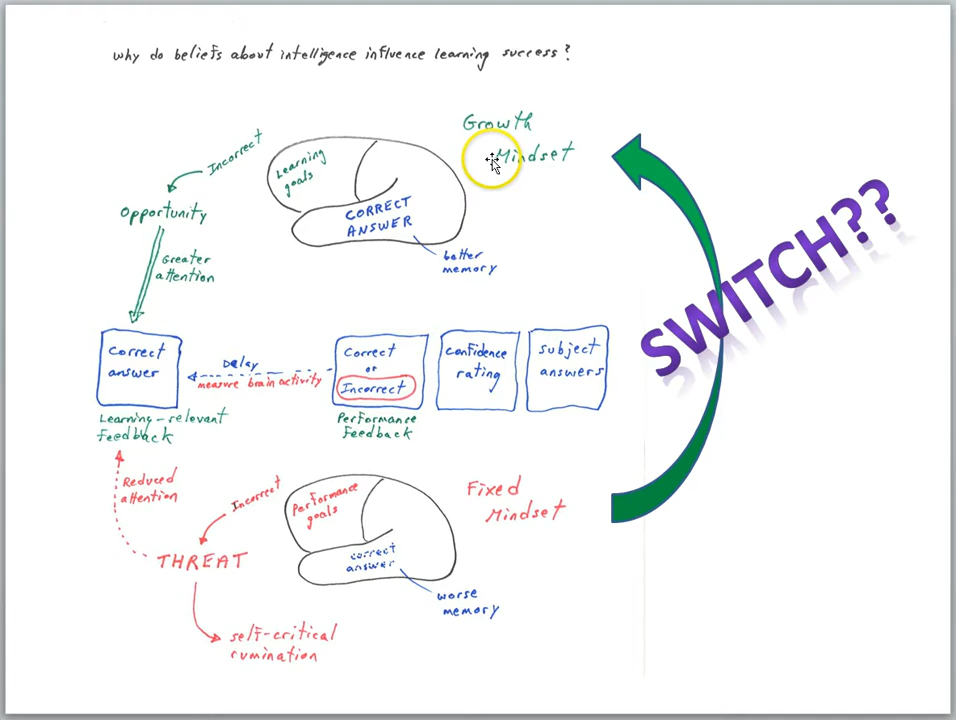 why do beliefs about intelligence influence learning success?
Growth
Mindset
Incorrect
Learning
goals
Opportunity
CORRECT
ANSWER
better
memory
Greater
attention
SWITCH??
Correct
answer
Delay
measure brain activity
Correct
or
Incorrect
confidence
rating
subject
answers
Learning-relevant
Feedback
Performance
Feedback
Reduced
attention
Incorrect
Performance
goals
Fixed
Mindset
THREAT
correct
answer
worse
memory
self-critical
rumination